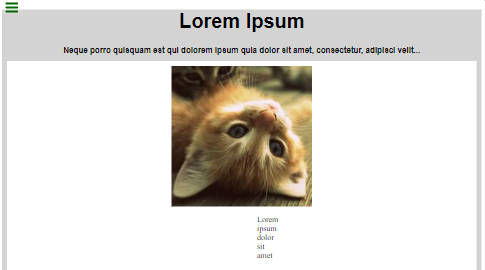 Lorem Ipsum
Neque porro quisquam est qui dolorem ipsum quia dolor sit amet, consectetur, adipisci velit...
Lorem
ipsum
dolor
sit
amet